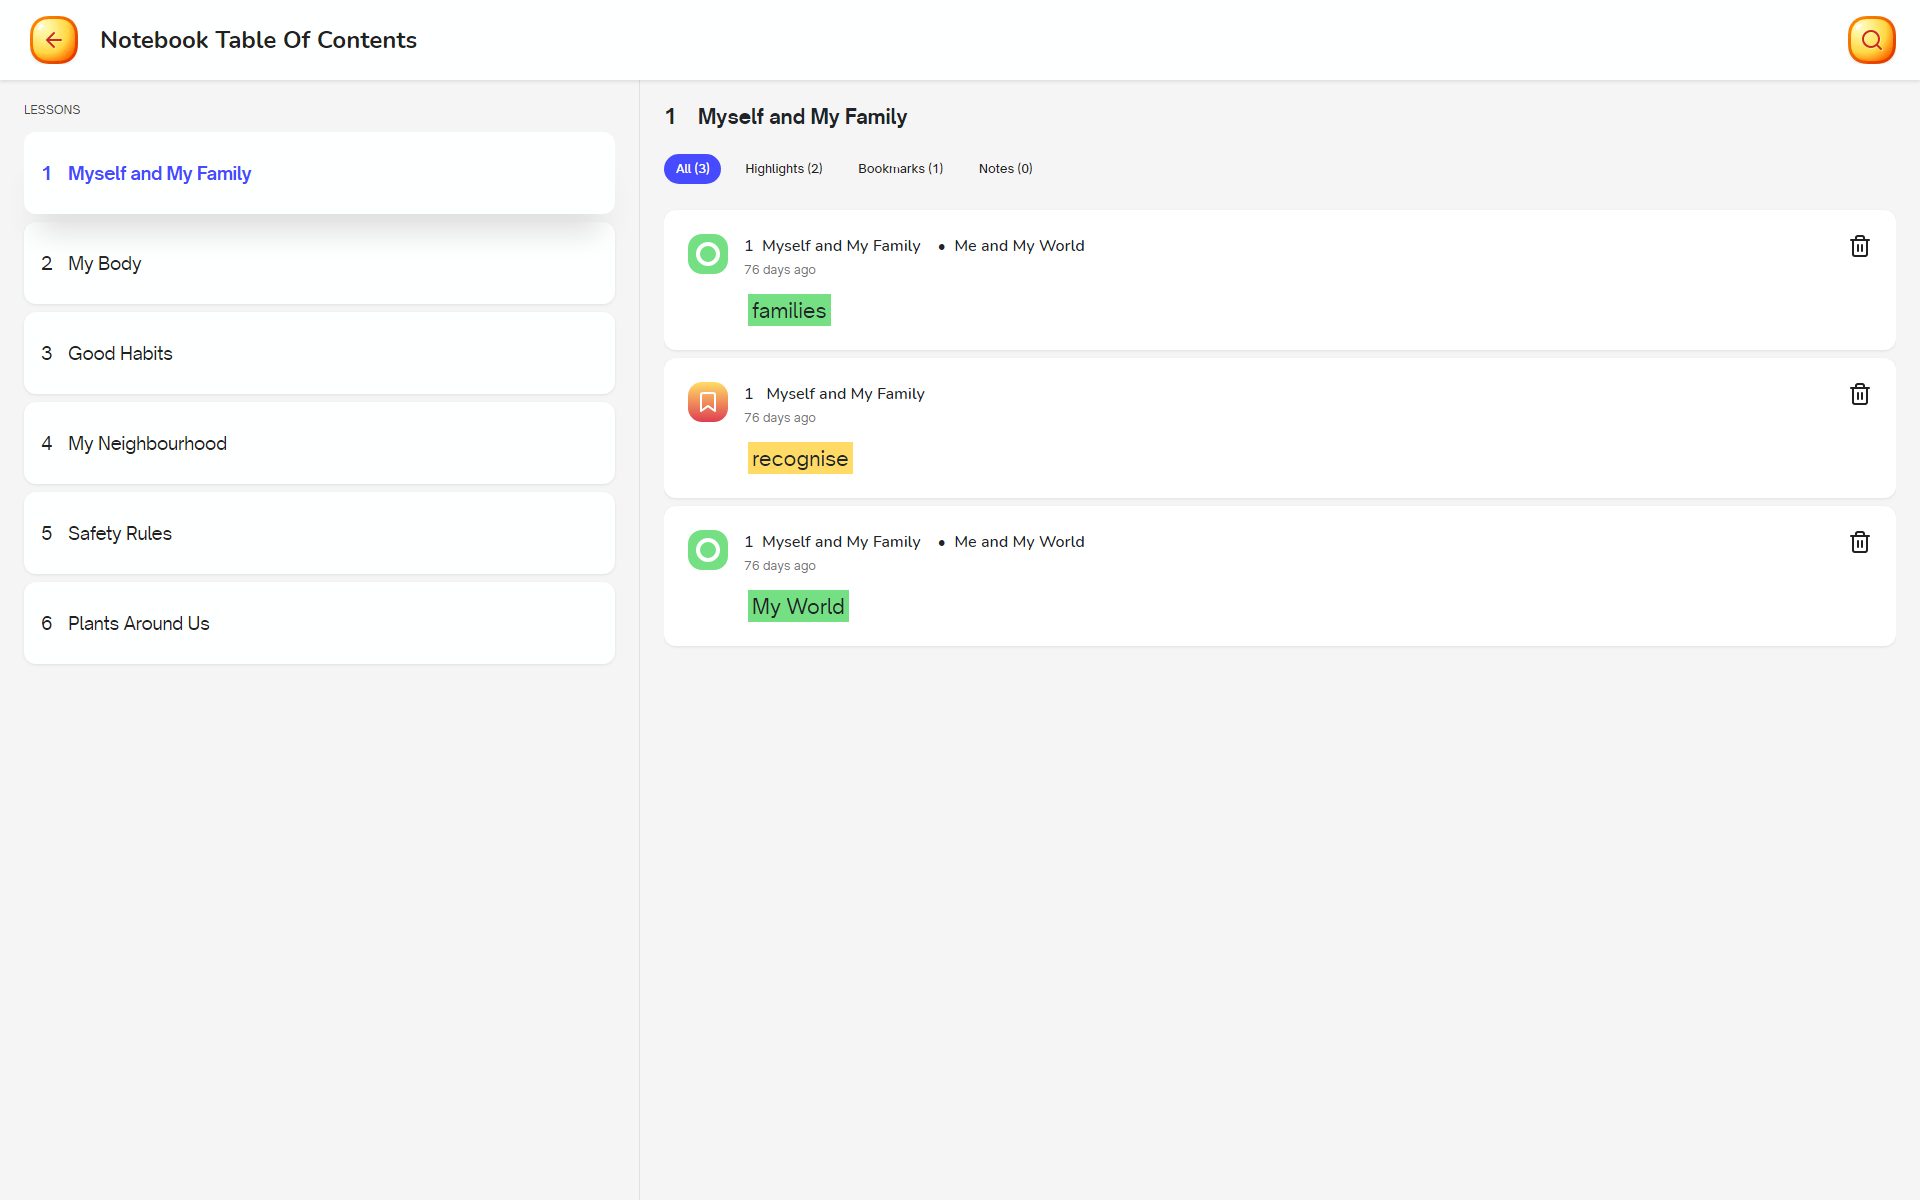 Notebook Table Of Contents
LESSONS
1 Myself and My Family
2 My Body
3 Good Habits
4 My Neighbourhood
5 Safety Rules
6 Plants Around Us
1 Myself and My Family
All (3) Highlights (2) Bookmarks (1) Notes (0)
1 Myself and My Family • Me and My World
76 days ago
families
1 Myself and My Family
76 days ago
recognise
1 Myself and My Family • Me and My World
76 days ago
My World